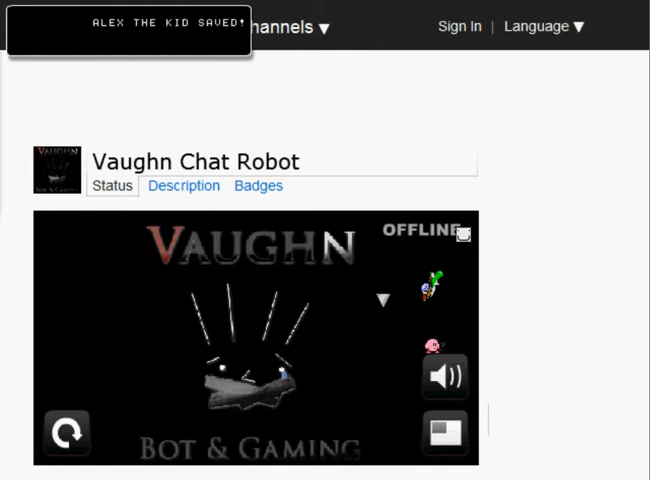 ALEX THE KID SAVED!
hannels ▼
Sign In | Language ▼
Vaughn Chat Robot
Status Description Badges
OFFLINE
VAUGHN
BOT & GAMING